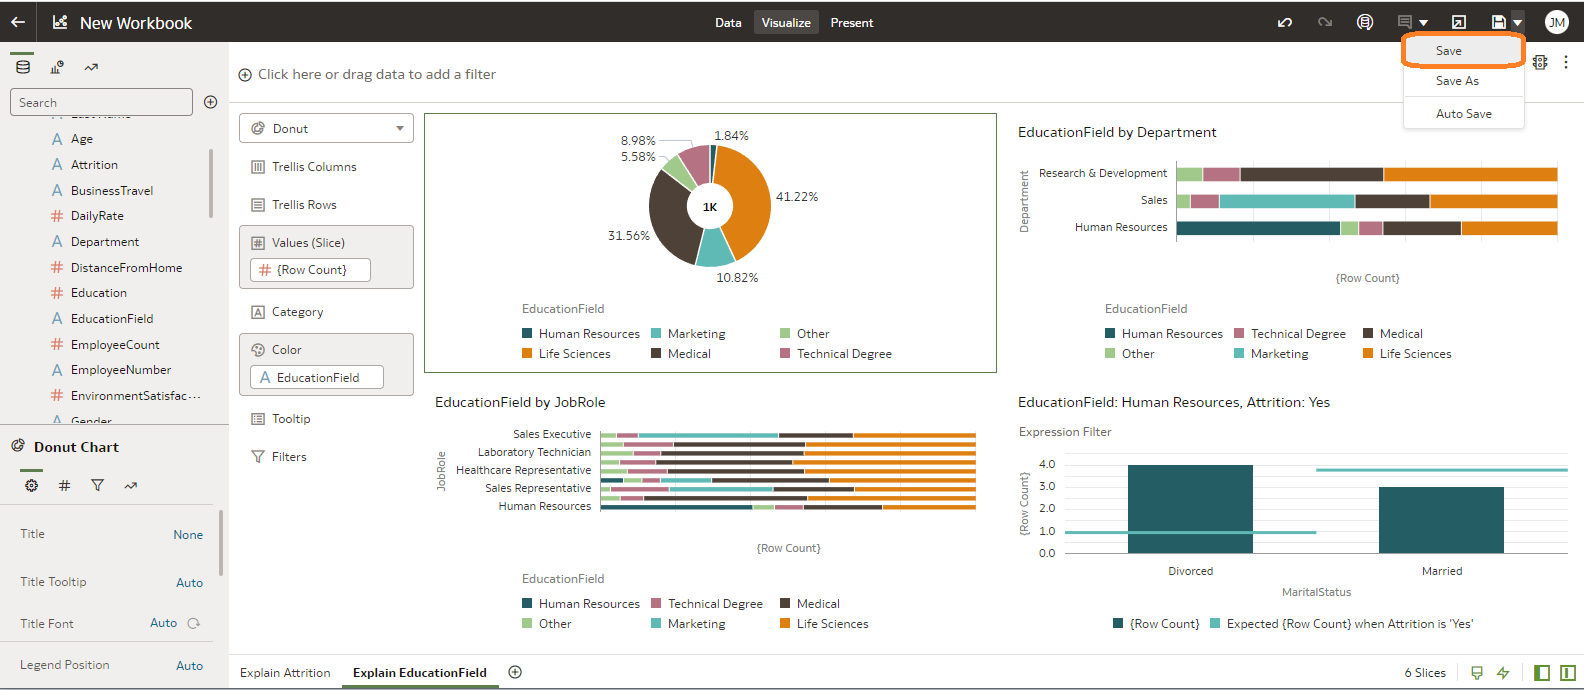 New Workbook
Data Visualize Present
JM
Save
Save As
Auto Save
Search
Age
Attrition
BusinessTravel
DailyRate
Department
DistanceFromHome
Education
EducationField
EmployeeCount
EmployeeNumber
EnvironmentSatisfac...
Gender
Donut Chart
Title None
Title Tooltip Auto
Title Font Auto
Legend Position Auto
Click here or drag data to add a filter
Donut
Trellis Columns
Trellis Rows
Values (Slice)
{Row Count}
Category
Color
EducationField
Tooltip
Filters
8.98% 1.84%
5.58%
41.22%
1K
31.56%
10.82%
EducationField
Human Resources Marketing Other
Life Sciences Medical Technical Degree
EducationField by Department
Department
Research & Development
Sales
Human Resources
{Row Count}
EducationField
Human Resources Technical Degree Medical
Other Marketing Life Sciences
EducationField by JobRole
JobRole
Sales Executive
Laboratory Technician
Healthcare Representative
Sales Representative
Human Resources
{Row Count}
EducationField
Human Resources Technical Degree Medical
Other Marketing Life Sciences
EducationField: Human Resources, Attrition: Yes
Expression Filter
{Row Count}
4.0
3.0
2.0
1.0
0.0
Divorced Married
MaritalStatus
{Row Count} Expected {Row Count} when Attrition is 'Yes'
Explain Attrition Explain EducationField
6 Slices